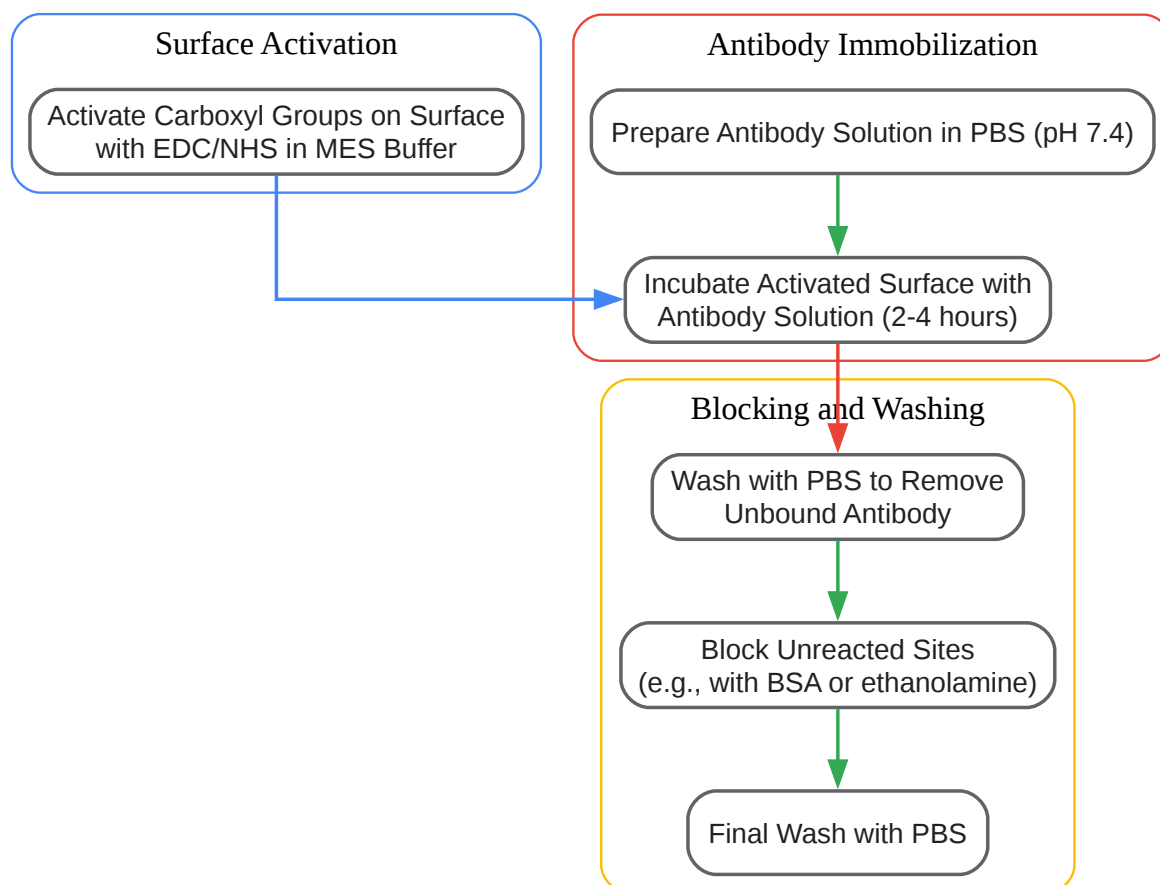 Surface Activation
Activate Carboxyl Groups on Surface
with EDC/NHS in MES Buffer
Antibody Immobilization
Prepare Antibody Solution in PBS (pH 7.4)
Incubate Activated Surface with
Antibody Solution (2-4 hours)
Blocking and Washing
Wash with PBS to Remove
Unbound Antibody
Block Unreacted Sites
(e.g., with BSA or ethanolamine)
Final Wash with PBS